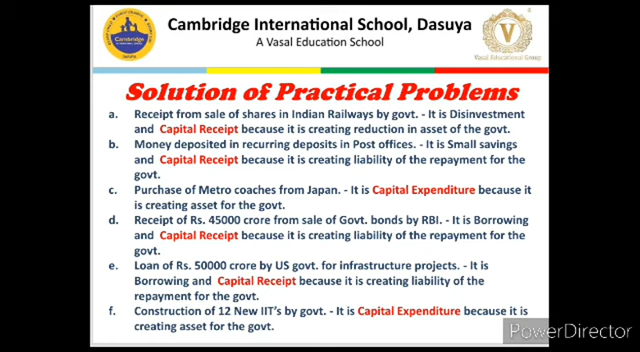 Cambridge International School, Dasuya
A Vasal Education School
Cambridge
V
Vasal Educational Group
Solution of Practical Problems
a. Receipt from sale of shares in Indian Railways by govt. - It is Disinvestment
and Capital Receipt because it is creating reduction in asset of the govt.
b. Money deposited in recurring deposits in Post offices. - It is Small savings
and Capital Receipt because it is creating liability of the repayment for the
govt.
c. Purchase of Metro coaches from Japan. - It is Capital Expenditure because it
is creating asset for the govt.
d. Receipt of Rs. 45000 crore from sale of Govt. bonds by RBI. - It is Borrowing
and Capital Receipt because it is creating liability of the repayment for the
govt.
e. Loan of Rs. 50000 crore by US govt. for infrastructure projects. - It is
Borrowing and Capital Receipt because it is creating liability of the
repayment for the govt.
f. Construction of 12 New IIT's by govt. - It is Capital Expenditure because it is
creating asset for the govt.
PowerDirector